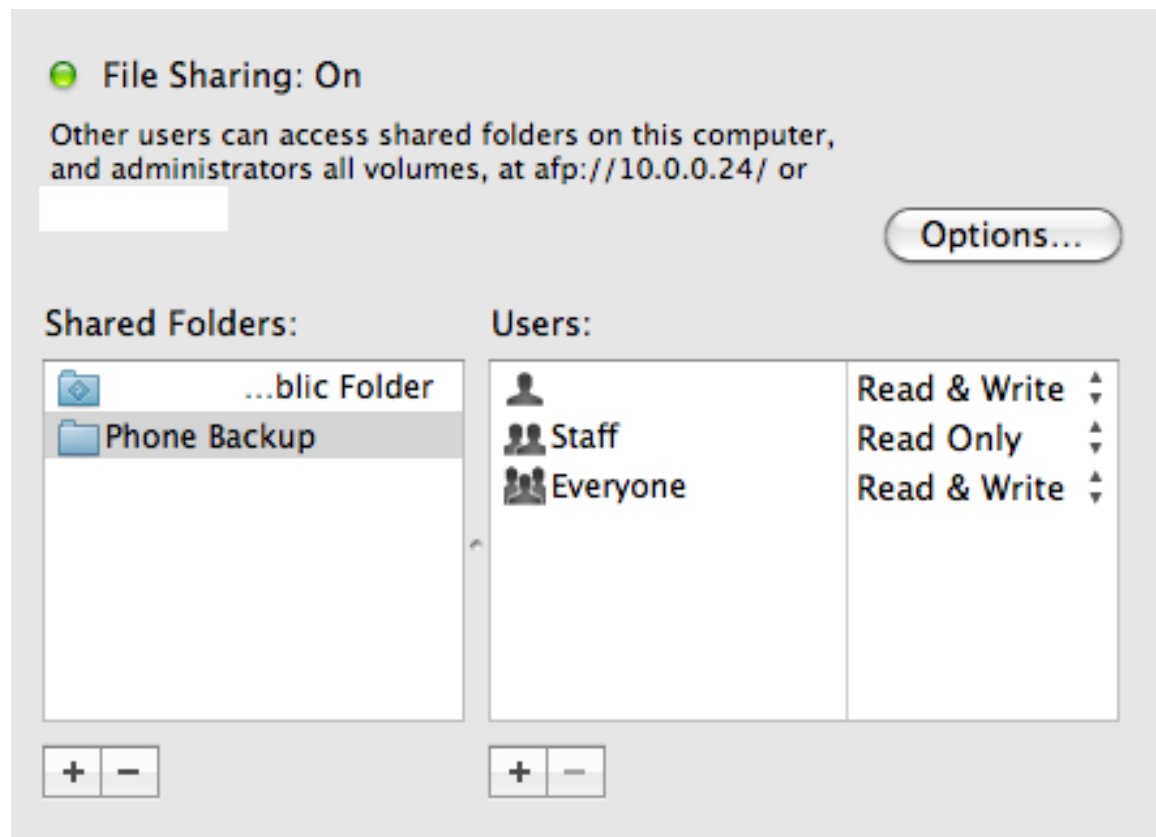 File Sharing: On
Other users can access shared folders on this computer,
and administrators all volumes, at afp://10.0.0.24/ or
Options...
Shared Folders:
...blic Folder
Phone Backup
Users:
Read & Write
Staff Read Only
Everyone Read & Write
+ −
+ −